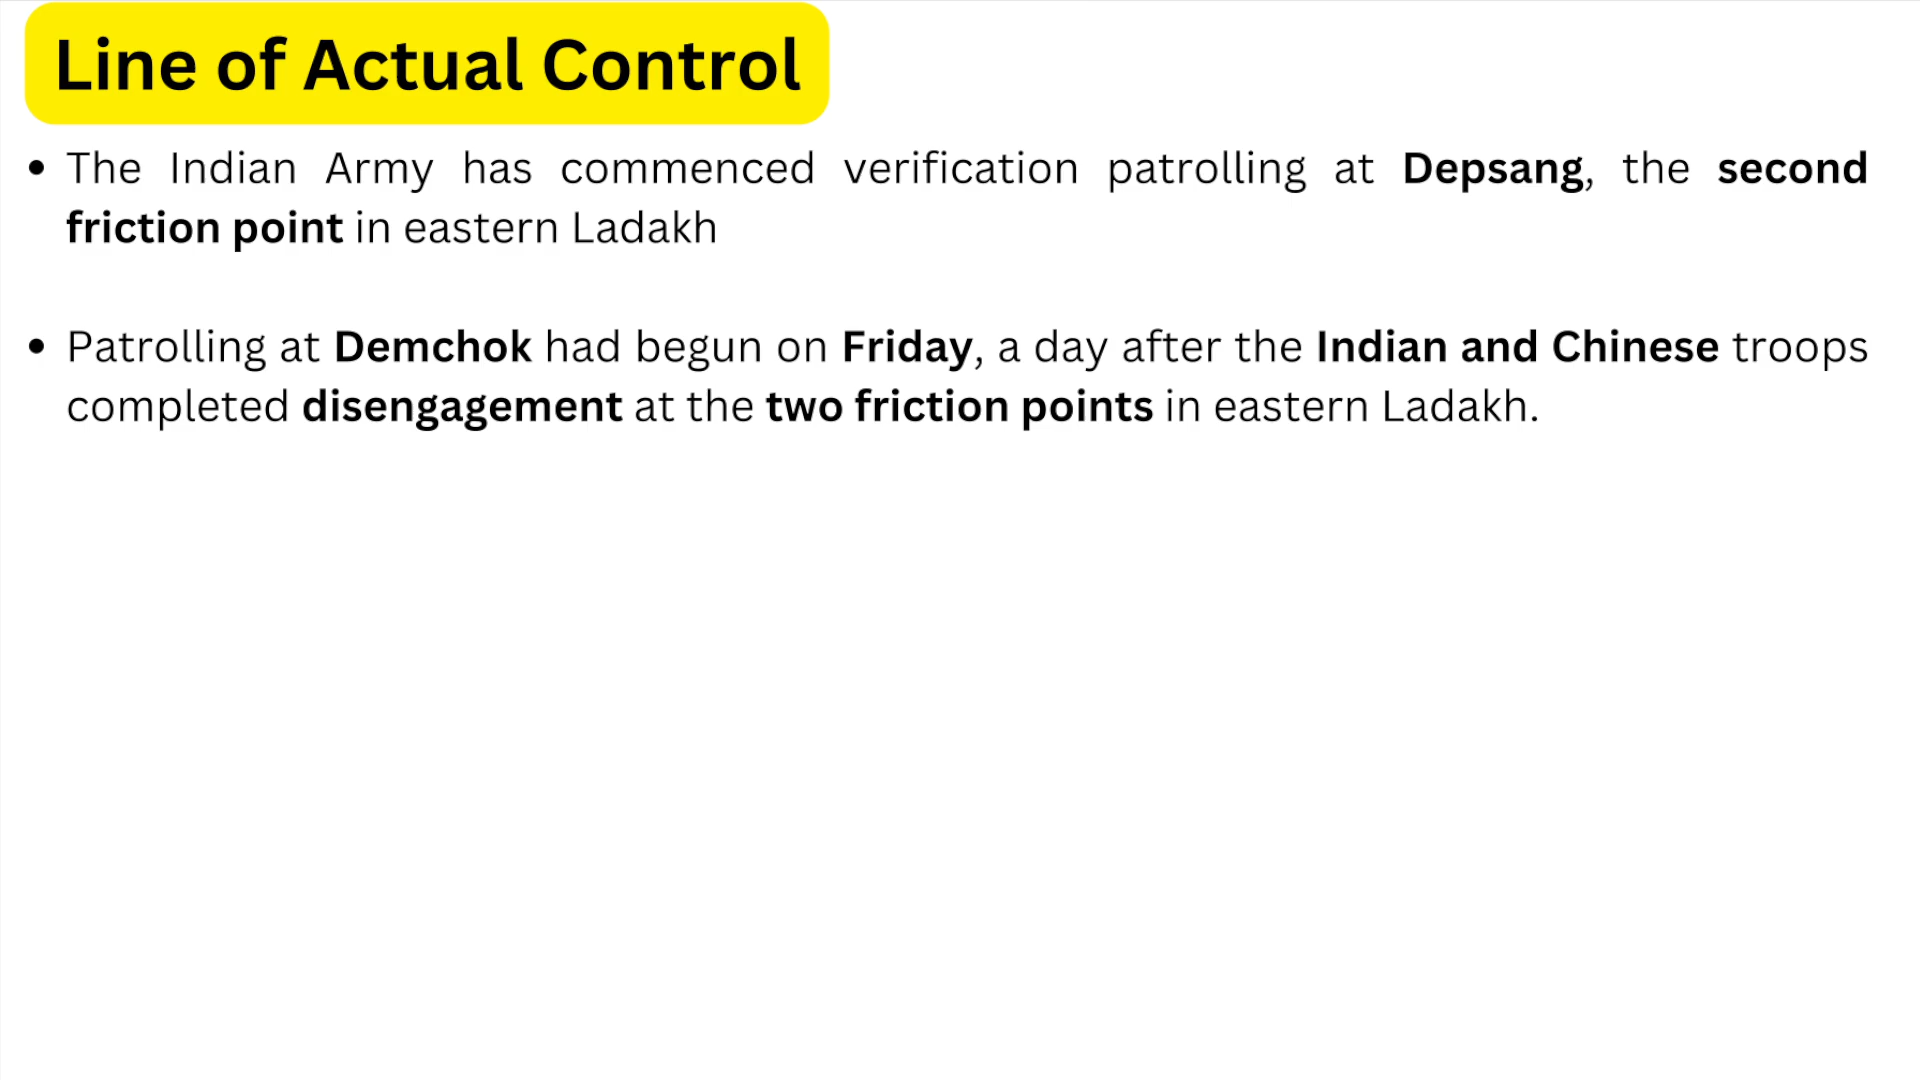 Line of Actual Control
• The Indian Army has commenced verification patrolling at Depsang, the second
friction point in eastern Ladakh
• Patrolling at Demchok had begun on Friday, a day after the Indian and Chinese troops
completed disengagement at the two friction points in eastern Ladakh.